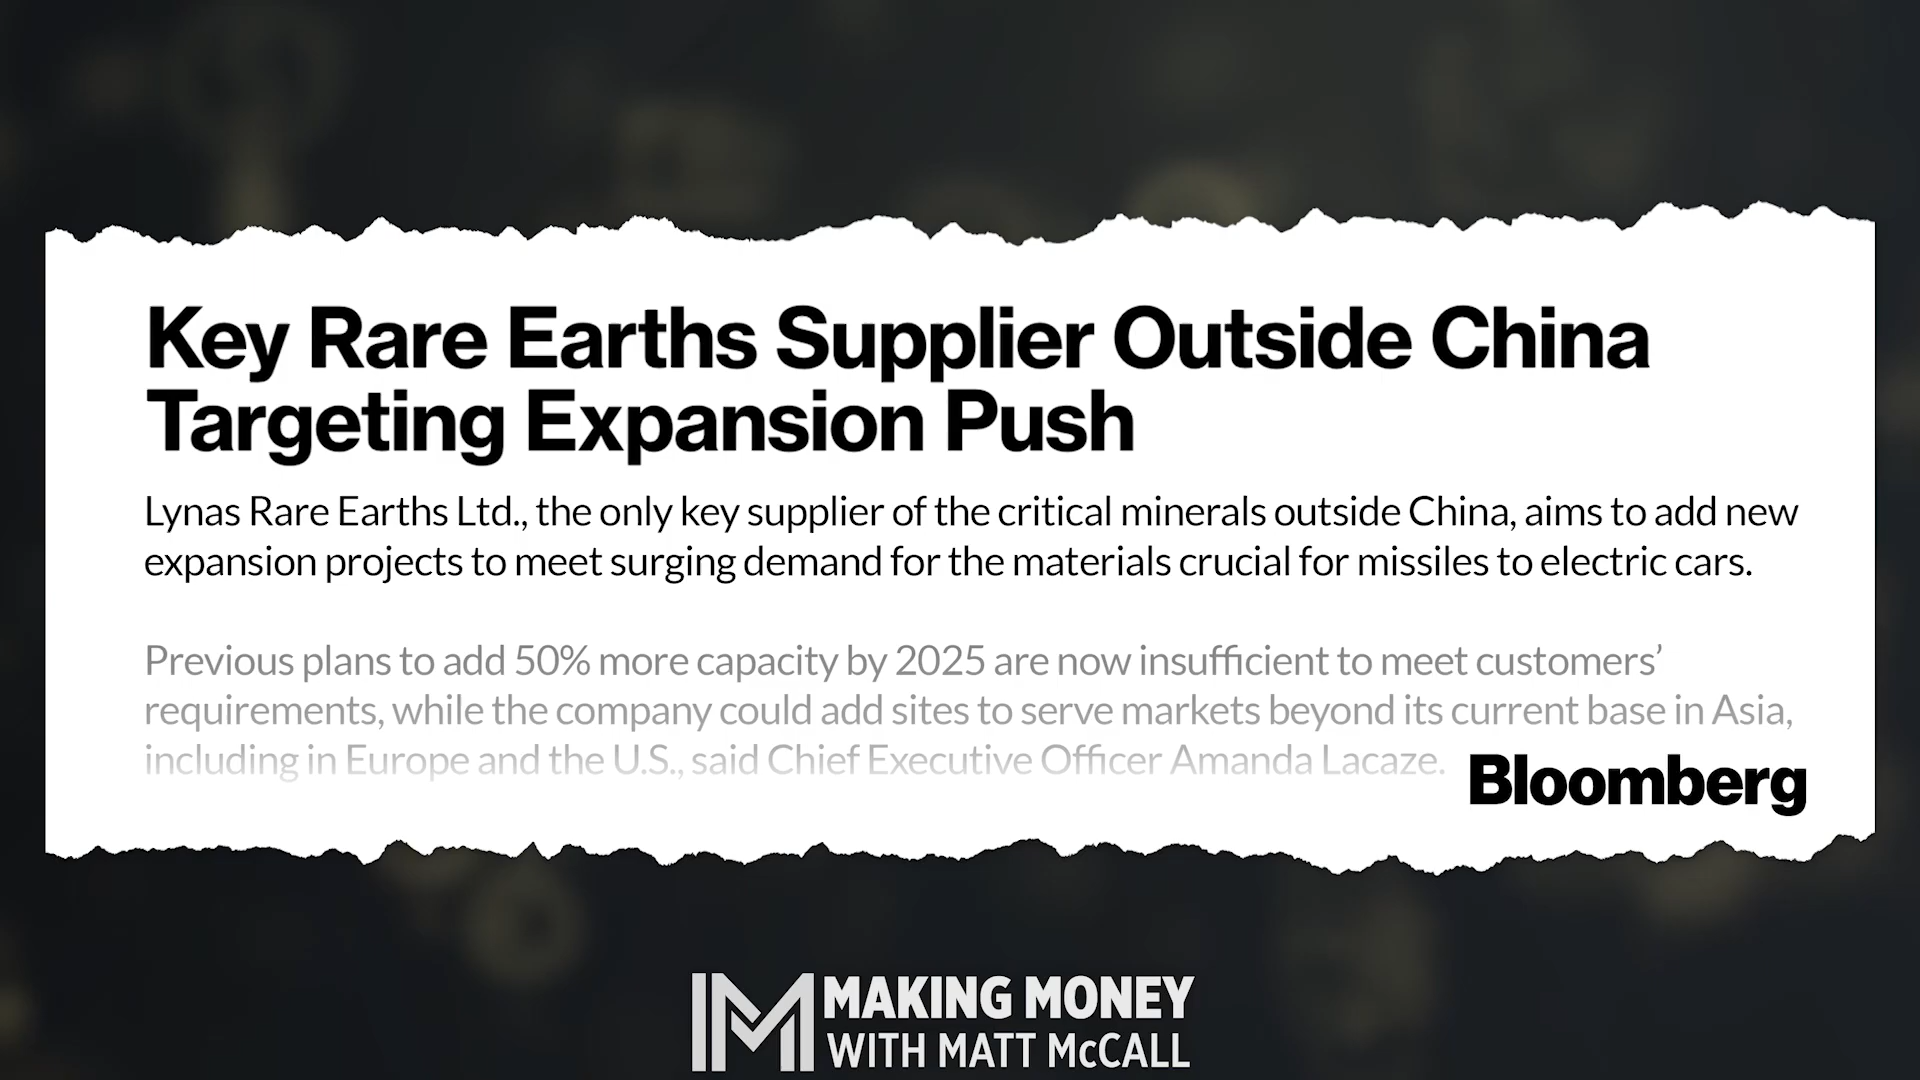 Key Rare Earths Supplier Outside China
Targeting Expansion Push
Lynas Rare Earths Ltd., the only key supplier of the critical minerals outside China, aims to add new
expansion projects to meet surging demand for the materials crucial for missiles to electric cars.
Previous plans to add 50% more capacity by 2025 are now insufficient to meet customers’
requirements, while the company could add sites to serve markets beyond its current base in Asia,
including in Europe and the U.S., said Chief Executive Officer Amanda Lacaze.
Bloomberg
MAKING MONEY
WITH MATT McCALL